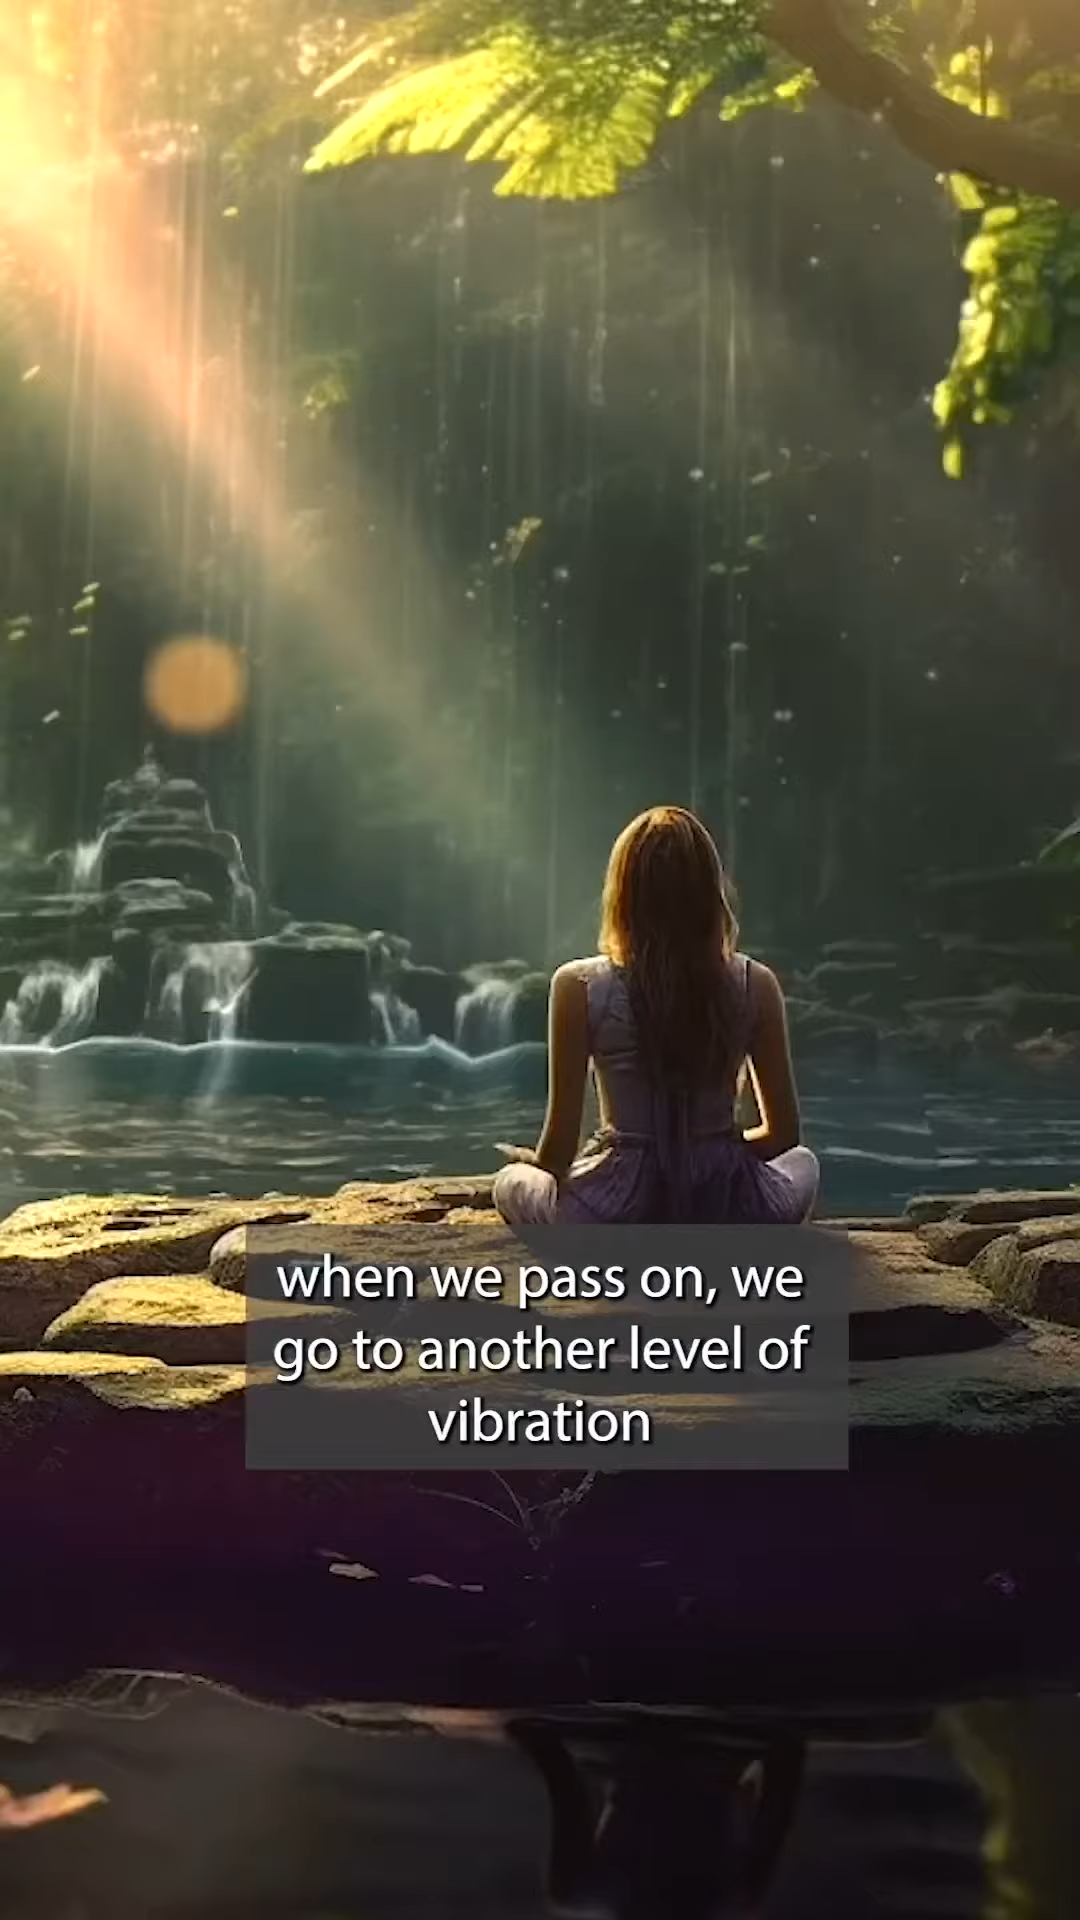 when we pass on, we
go to another level of
vibration